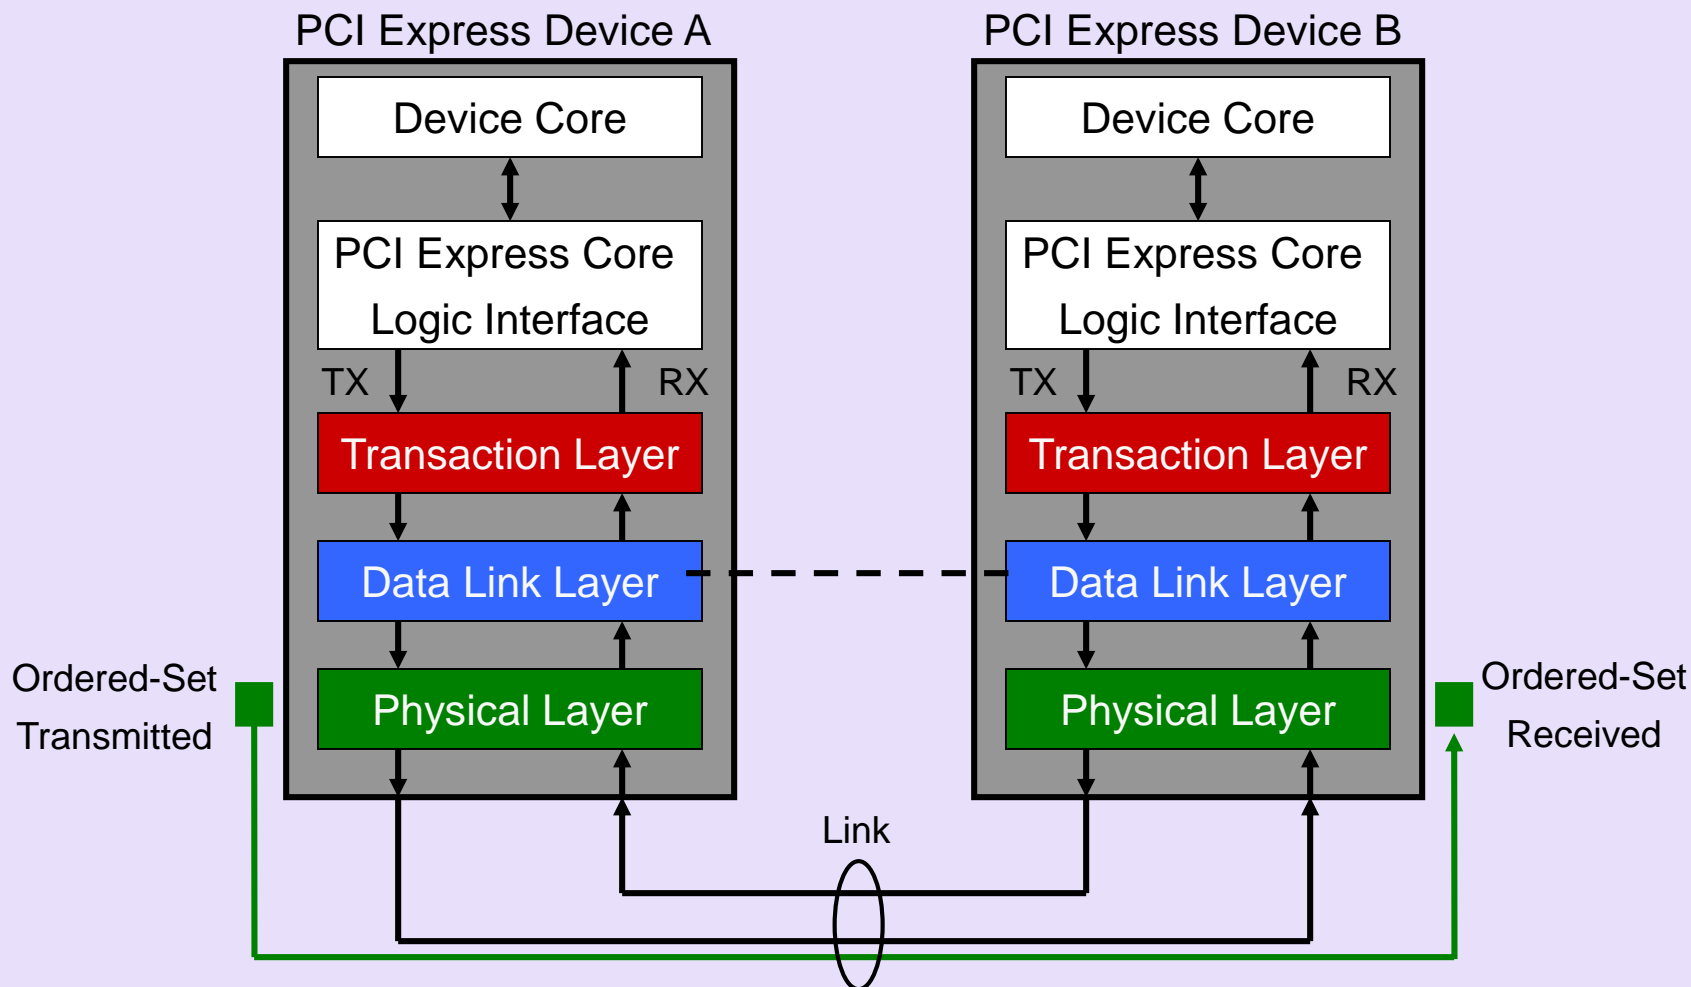 PCI Express Device A
PCI Express Device B
Device Core
Device Core
PCI Express Core
Logic Interface
PCI Express Core
Logic Interface
TX
RX
TX
RX
Transaction Layer
Transaction Layer
Data Link Layer
Data Link Layer
Ordered-Set
Transmitted
Physical Layer
Physical Layer
Ordered-Set
Received
Link